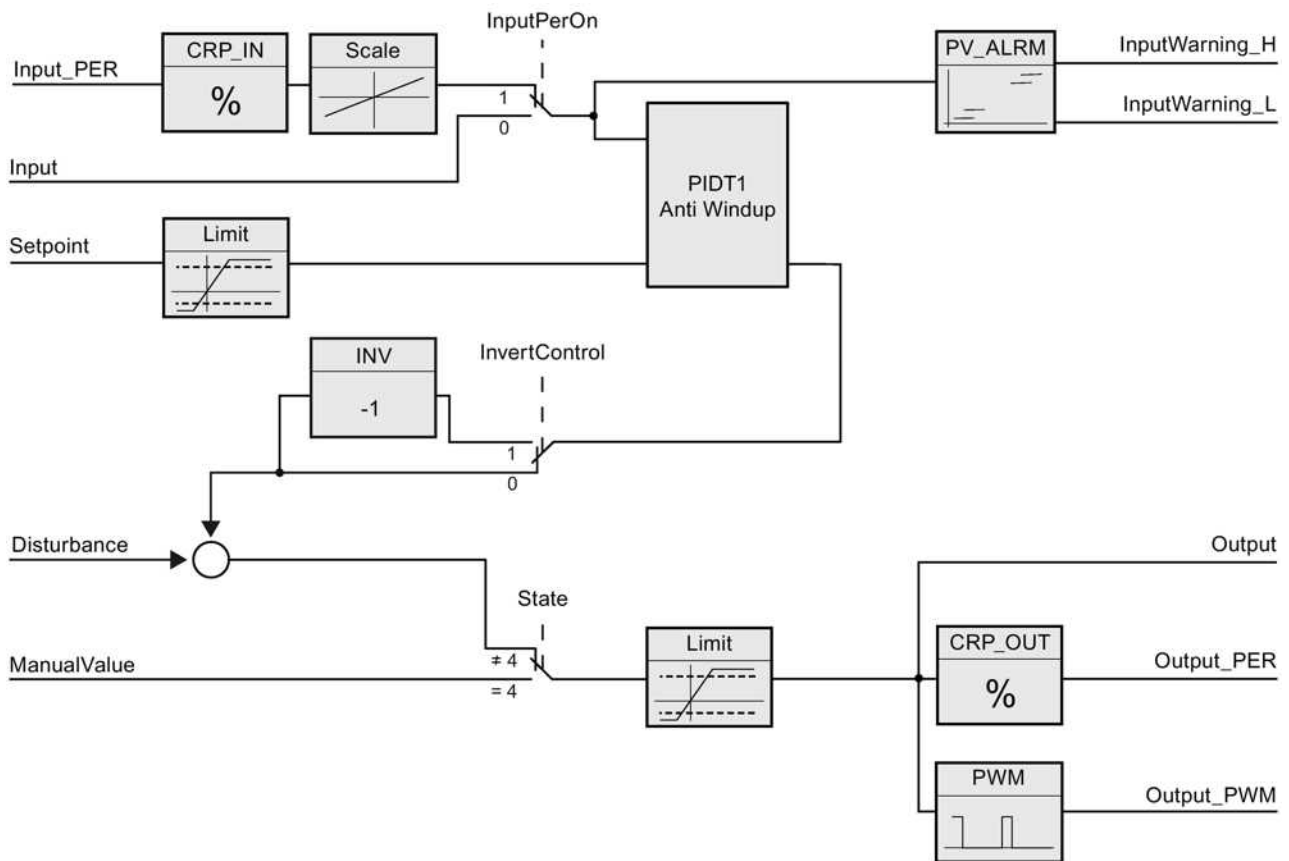 InputPerOn
CRP_IN
Scale
PV_ALRM
InputWarning_H
Input_PER
%
1
0
InputWarning_L
Input
PIDT1
Anti Windup
Setpoint
Limit
INV
InvertControl
-1
1
0
Disturbance
Output
State
ManualValue
≠ 4
= 4
Limit
CRP_OUT
Output_PER
%
PWM
Output_PWM